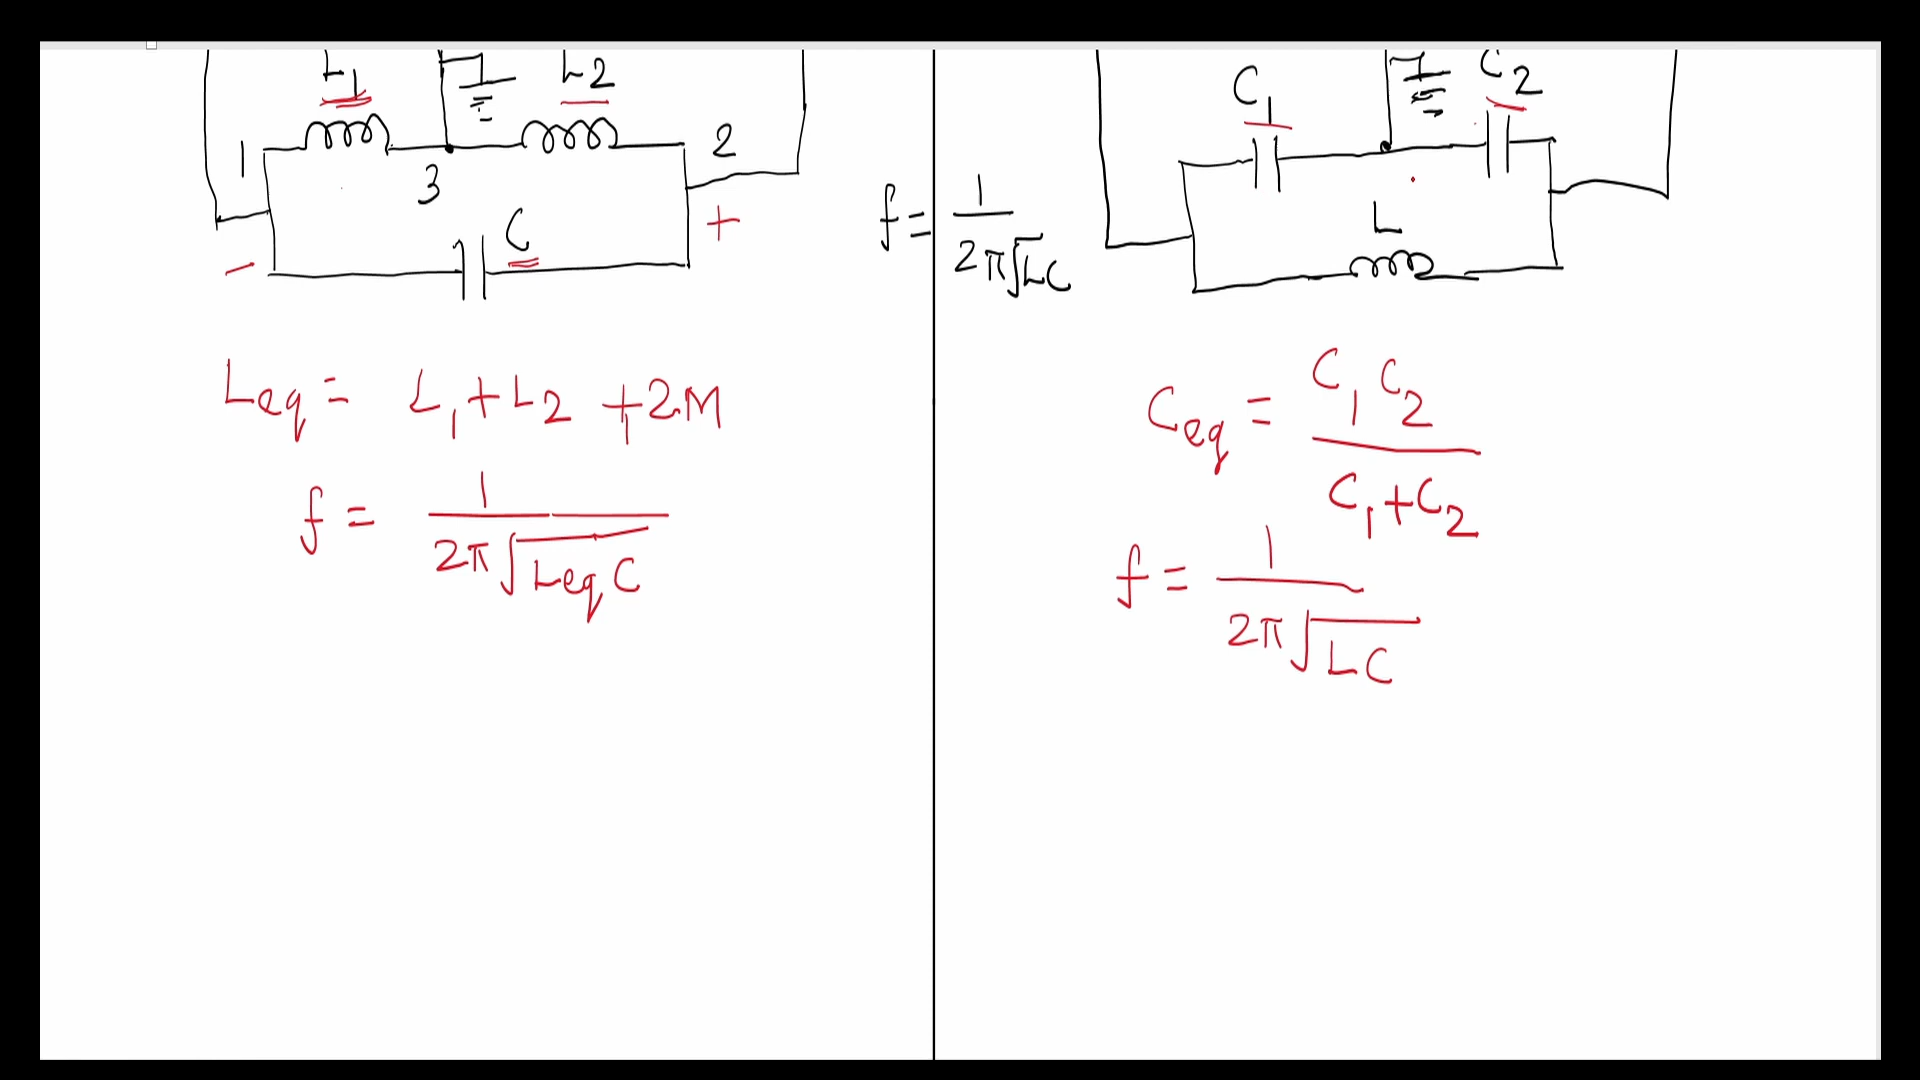 L1 L2
1 3 2
C
- +
Leq = L1 + L2 + 2M
f = 1 / 2π√LeqC
f = 1 / 2π√LC
C1 C2
L
Ceq = C1C2 / C1+C2
f = 1 / 2π√LC